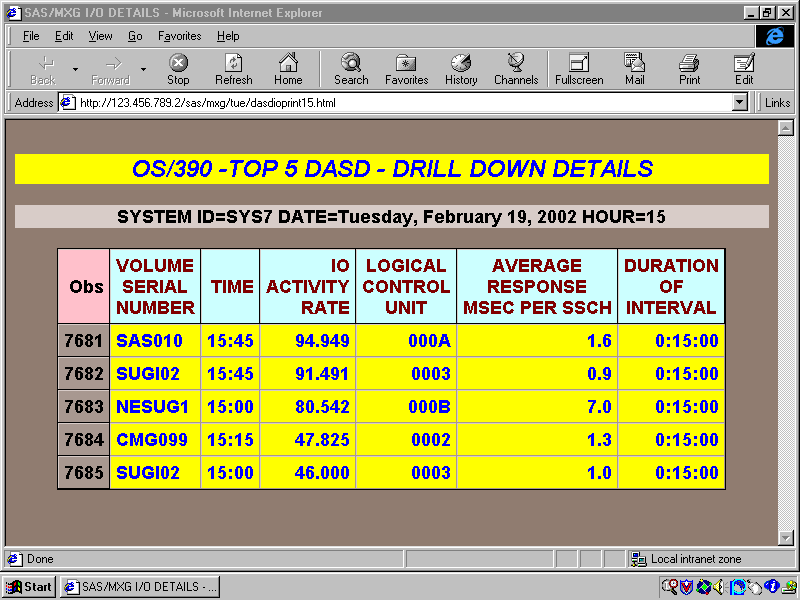 SAS/MXG I/O DETAILS - Microsoft Internet Explorer
File Edit View Go Favorites Help
Back Forward Stop Refresh Home Search Favorites History Channels Fullscreen Mail Print Edit
Address http://123.456.789.2/sas/mxg/tue/dasdioprint15.html Links
OS/390 -TOP 5 DASD - DRILL DOWN DETAILS
SYSTEM ID=SYS7 DATE=Tuesday, February 19, 2002 HOUR=15
Obs VOLUME SERIAL NUMBER TIME IO ACTIVITY RATE LOGICAL CONTROL UNIT AVERAGE RESPONSE MSEC PER SSCH DURATION OF INTERVAL
7681 SAS010 15:45 94.949 000A 1.6 0:15:00
7682 SUGI02 15:45 91.491 0003 0.9 0:15:00
7683 NESUG1 15:00 80.542 000B 7.0 0:15:00
7684 CMG099 15:15 47.825 0002 1.3 0:15:00
7685 SUGI02 15:00 46.000 0003 1.0 0:15:00
Done Local intranet zone
Start SAS/MXG I/O DETAILS - ...